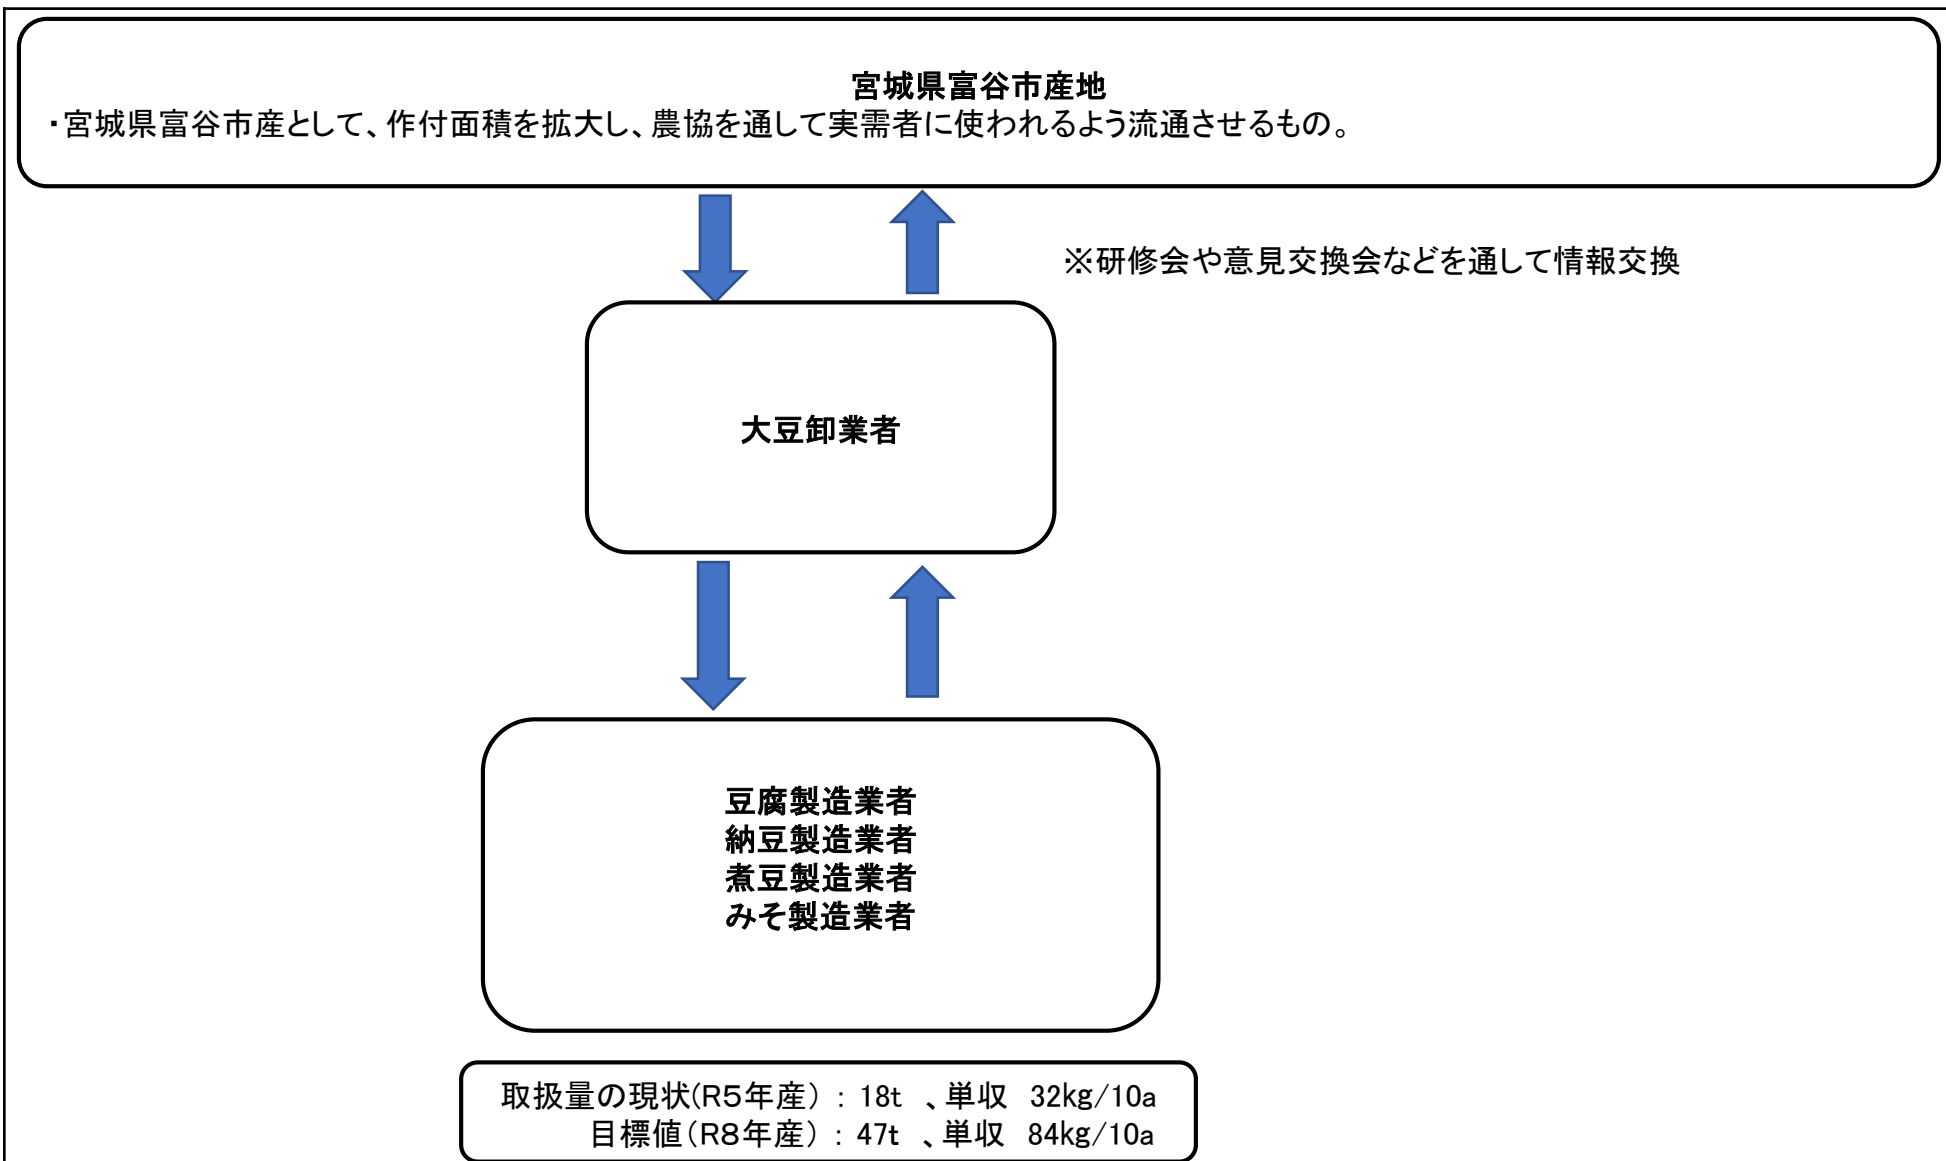 宮城県富谷市産地
・宮城県富谷市産として、作付面積を拡大し、農協を通して実需者に使われるよう流通させるもの。
※研修会や意見交換会などを通して情報交換
大豆卸業者
豆腐製造業者
納豆製造業者
煮豆製造業者
みそ製造業者
取扱量の現状(R5年産）：18t 、単収 32kg/10a
目標値（R8年産）：47t 、単収 84kg/10a